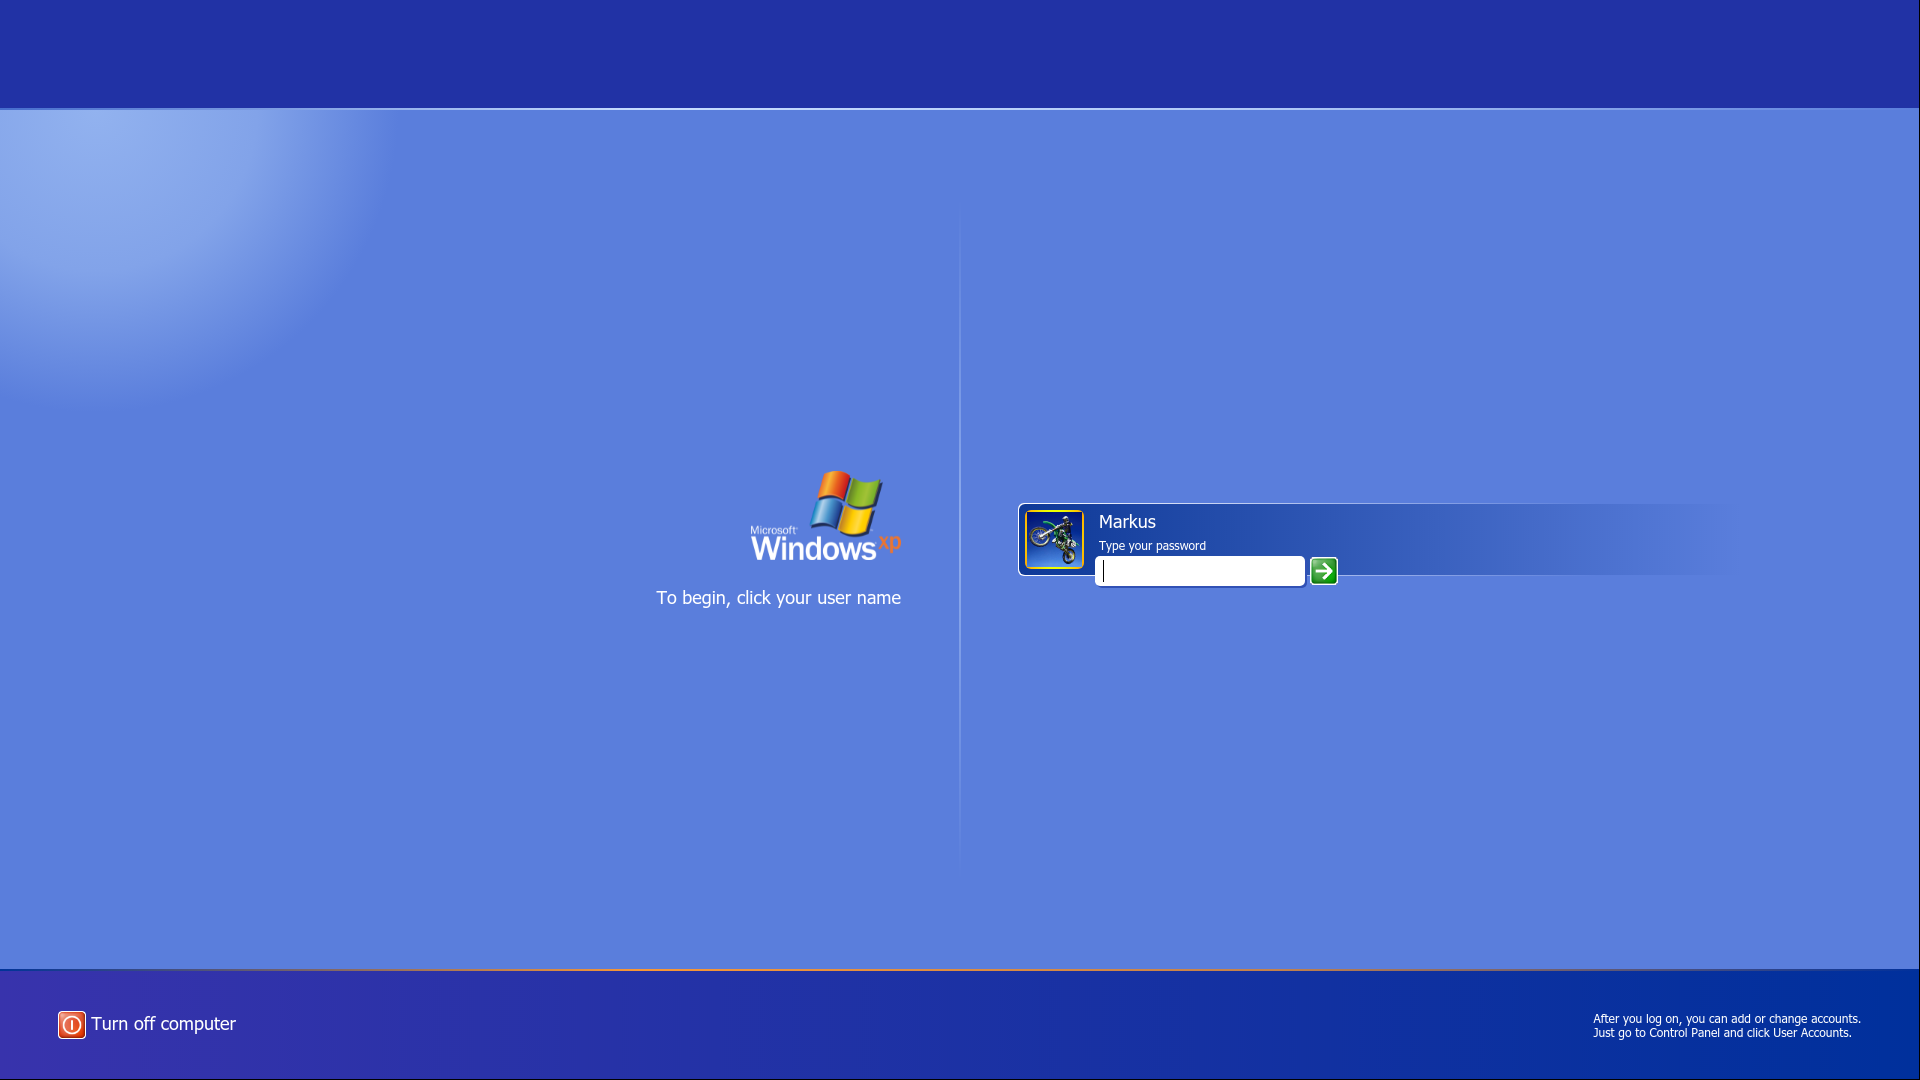 Microsoft
Windows xp
To begin, click your user name
Markus
Type your password
Turn off computer
After you log on, you can add or change accounts.
Just go to Control Panel and click User Accounts.